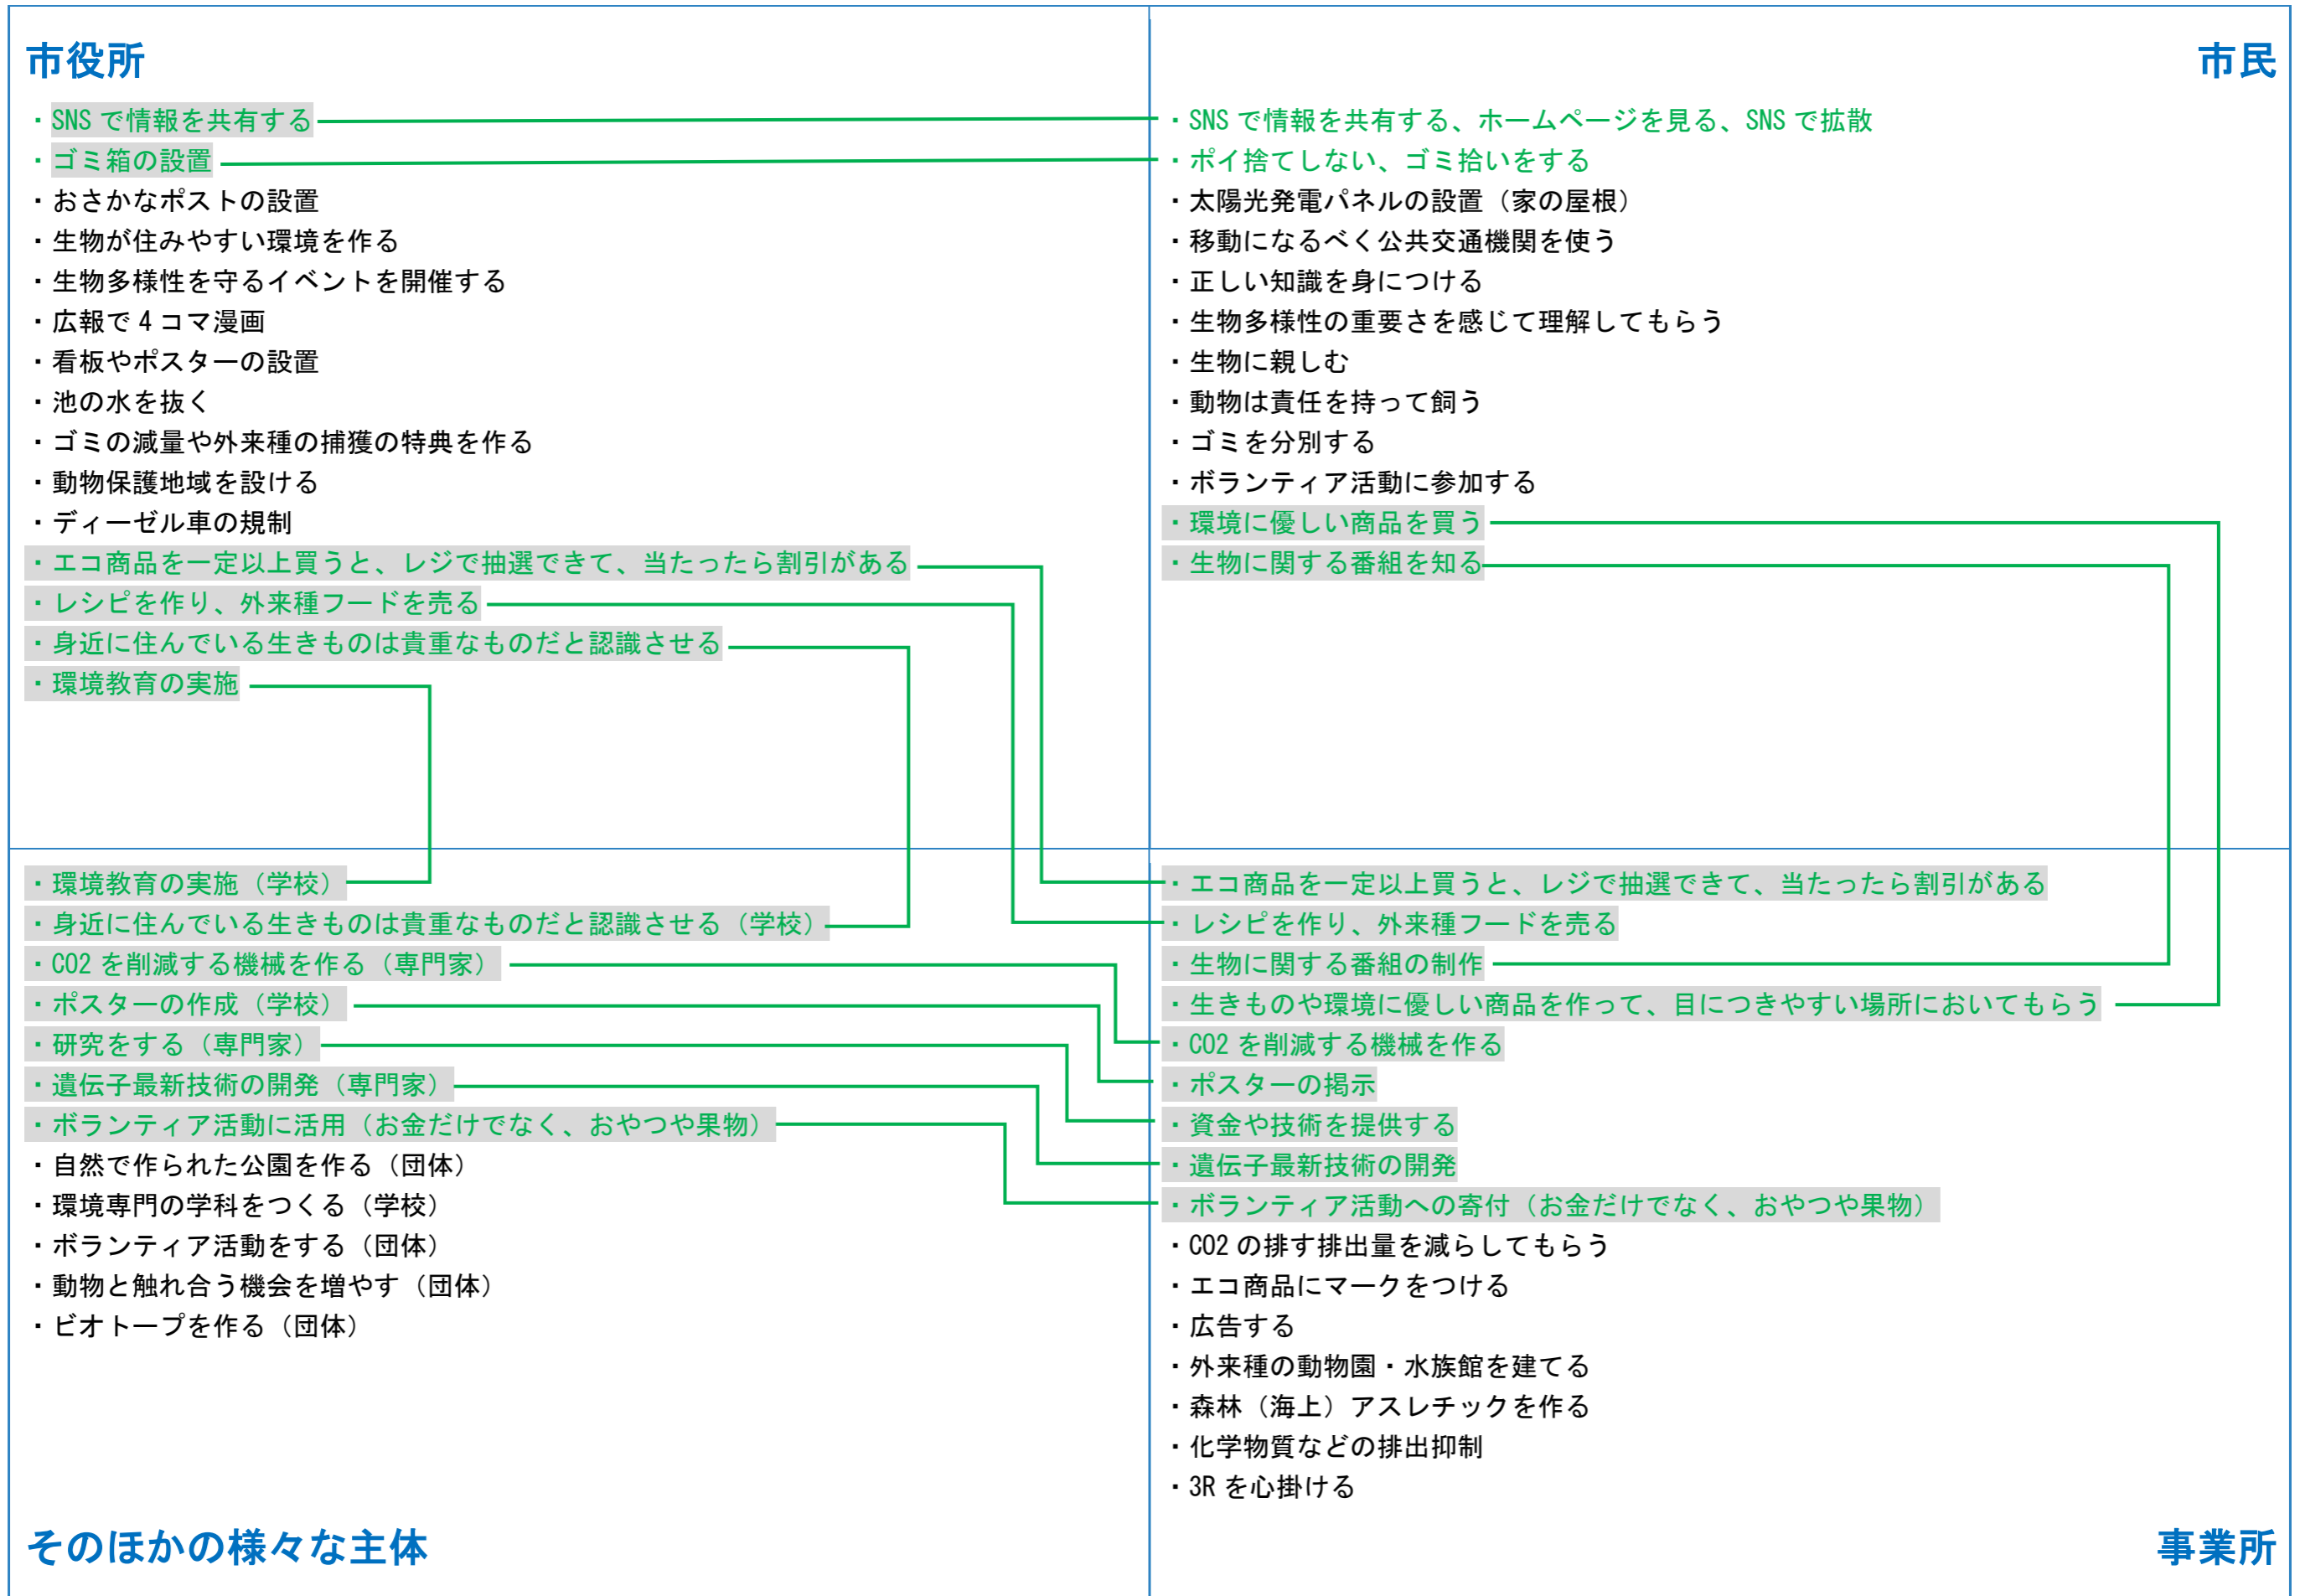 市役所
・SNSで情報を共有する
・ゴミ箱の設置
・おさかなポストの設置
・生物が住みやすい環境を作る
・生物多様性を守るイベントを開催する
・広報で4コマ漫画
・看板やポスターの設置
・池の水を抜く
・ゴミの減量や外来種の捕獲の特典を作る
・動物保護地域を設ける
・ディーゼル車の規制
・エコ商品を一定以上買うと、レジで抽選できて、当たったら割引がある
・レシピを作り、外来種フードを売る
・身近に住んでいる生きものは貴重なものだと認識させる
・環境教育の実施
市民
・SNSで情報を共有する、ホームページを見る、SNSで拡散
・ポイ捨てしない、ゴミ拾いをする
・太陽光発電パネルの設置（家の屋根）
・移動になるべく公共交通機関を使う
・正しい知識を身につける
・生物多様性の重要さを感じて理解してもらう
・生物に親しむ
・動物は責任を持って飼う
・ゴミを分別する
・ボランティア活動に参加する
・環境に優しい商品を買う
・生物に関する番組を知る
・環境教育の実施（学校）
・身近に住んでいる生きものは貴重なものだと認識させる（学校）
・CO2を削減する機械を作る（専門家）
・ポスターの作成（学校）
・研究をする（専門家）
・遺伝子最新技術の開発（専門家）
・ボランティア活動に活用（お金だけでなく、おやつや果物）
・自然で作られた公園を作る（団体）
・環境専門の学科をつくる（学校）
・ボランティア活動をする（団体）
・動物と触れ合う機会を増やす（団体）
・ビオトープを作る（団体）
そのほかの様々な主体
・エコ商品を一定以上買うと、レジで抽選できて、当たったら割引がある
・レシピを作り、外来種フードを売る
・生物に関する番組の制作
・生きものや環境に優しい商品を作って、目につきやすい場所においてもらう
・CO2を削減する機械を作る
・ポスターの掲示
・資金や技術を提供する
・遺伝子最新技術の開発
・ボランティア活動への寄付（お金だけでなく、おやつや果物）
・CO2の排す排出量を減らしてもらう
・エコ商品にマークをつける
・広告する
・外来種の動物園・水族館を建てる
・森林（海上）アスレチックを作る
・化学物質などの排出抑制
・3Rを心掛ける
事業所